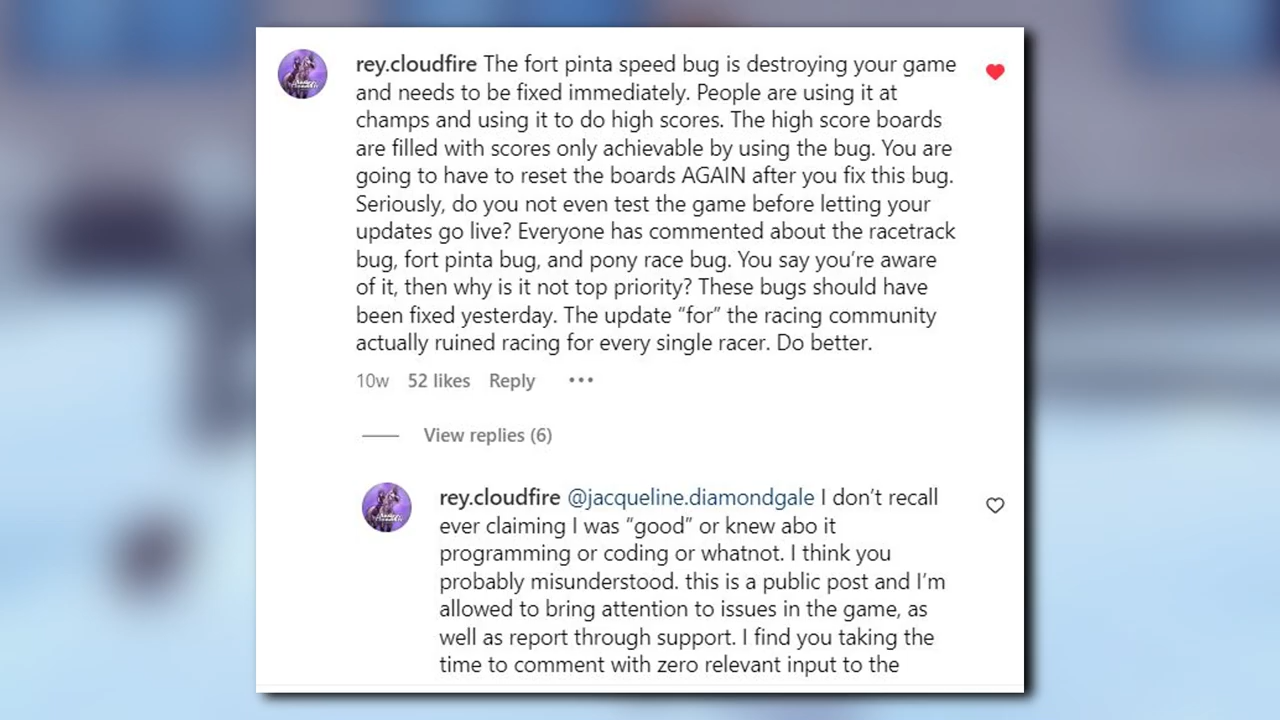 rey.cloudfire The fort pinta speed bug is destroying your game
and needs to be fixed immediately. People are using it at
champs and using it to do high scores. The high score boards
are filled with scores only achievable by using the bug. You are
going to have to reset the boards AGAIN after you fix this bug.
Seriously, do you not even test the game before letting your
updates go live? Everyone has commented about the racetrack
bug, fort pinta bug, and pony race bug. You say you’re aware
of it, then why is it not top priority? These bugs should have
been fixed yesterday. The update “for” the racing community
actually ruined racing for every single racer. Do better.
10w 52 likes Reply •••
View replies (6)
rey.cloudfire @jacqueline.diamondgale I don’t recall
ever claiming I was “good” or knew abo it
programming or coding or whatnot. I think you
probably misunderstood. this is a public post and I’m
allowed to bring attention to issues in the game, as
well as report through support. I find you taking the
time to comment with zero relevant input to the